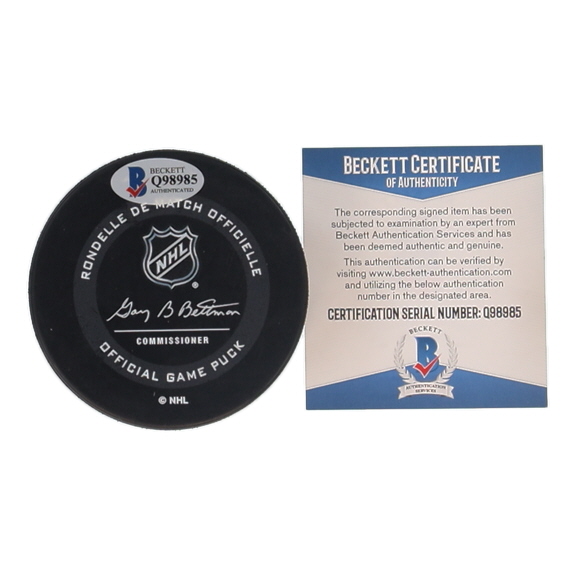 BECKETT
Q98985
AUTHENTICATED
RONDELLE DE MATCH OFFICIELLE
NHL
®
Gary B Bettman
COMMISSIONER
OFFICIAL GAME PUCK
© NHL
BECKETT CERTIFICATE
OF AUTHENTICITY
The corresponding signed item has been
subjected to examination by an expert from
Beckett Authentication Services and has
been deemed authentic and genuine.
This authentication can be verified by
visiting www.beckett-authentication.com
and utilizing the below authentication
number in the designated area.
CERTIFICATION SERIAL NUMBER: Q98985
BECKETT
B
AUTHENTICATION
SERVICES